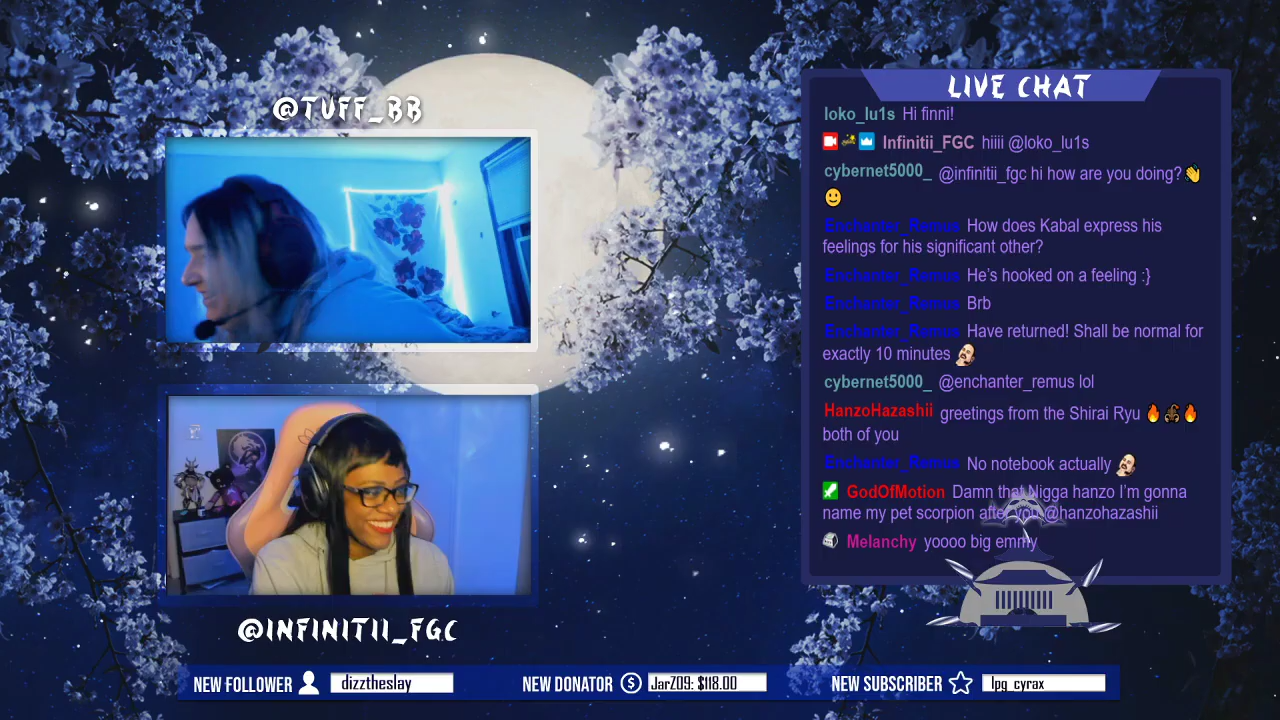 @TUFF_BB
LIVE CHAT
loko_lu1s Hi finni!
Infinitii_FGC hiiii @loko_lu1s
cybernet5000_ @infinitii_fgc hi how are you doing?
Enchanter_Remus How does Kabal express his
feelings for his significant other?
Enchanter_Remus He's hooked on a feeling :}
Enchanter_Remus Brb
Enchanter_Remus Have returned! Shall be normal for
exactly 10 minutes
cybernet5000_ @enchanter_remus lol
HanzoHazashii greetings from the Shirai Ryu
both of you
Enchanter_Remus No notebook actually
GodOfMotion Damn that Nigga hanzo I'm gonna
name my pet scorpion after you @hanzohazashii
Melanchy yoooo big emmy
@INFINITII_FGC
NEW FOLLOWER dizztheslay
NEW DONATOR JarZ09: $118.00
NEW SUBSCRIBER lpg_cyrax